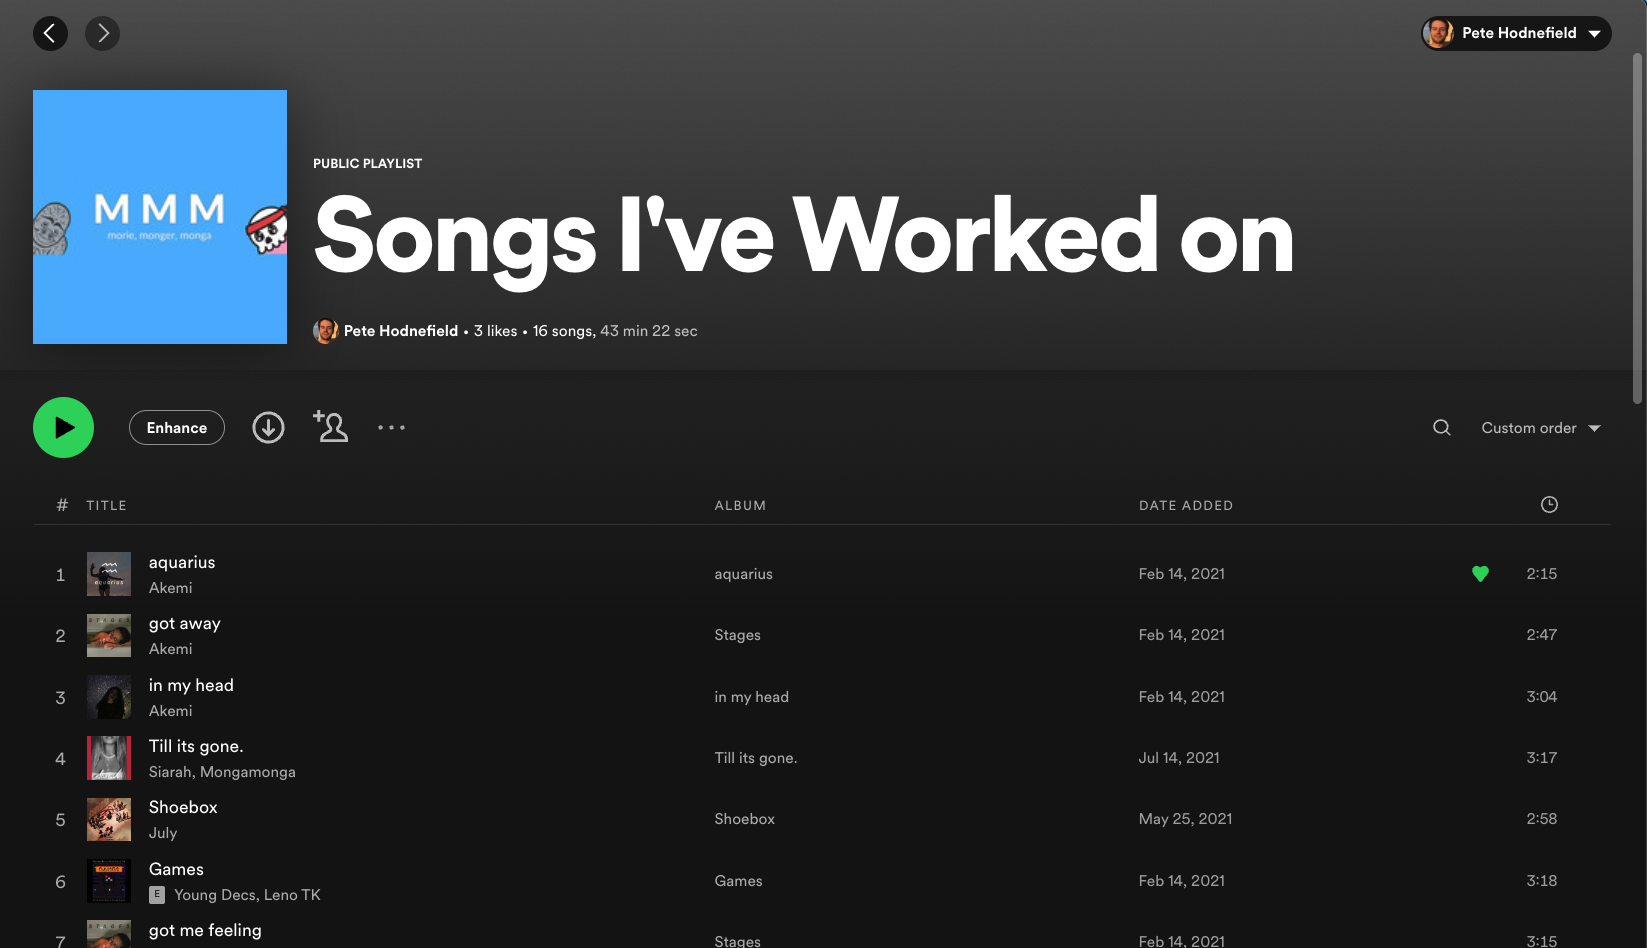 Pete Hodnefield
MMM
morie, monger, monga
PUBLIC PLAYLIST
Songs I've Worked on
Pete Hodnefield • 3 likes • 16 songs, 43 min 22 sec
Enhance
Custom order
# TITLE ALBUM DATE ADDED
1 aquarius aquarius Feb 14, 2021 2:15
Akemi
2 got away Stages Feb 14, 2021 2:47
Akemi
3 in my head in my head Feb 14, 2021 3:04
Akemi
4 Till its gone. Till its gone. Jul 14, 2021 3:17
Siarah, Mongamonga
5 Shoebox Shoebox May 25, 2021 2:58
July
6 Games Games Feb 14, 2021 3:18
E Young Decs, Leno TK
7 got me feeling Stages Feb 14, 2021 3:15